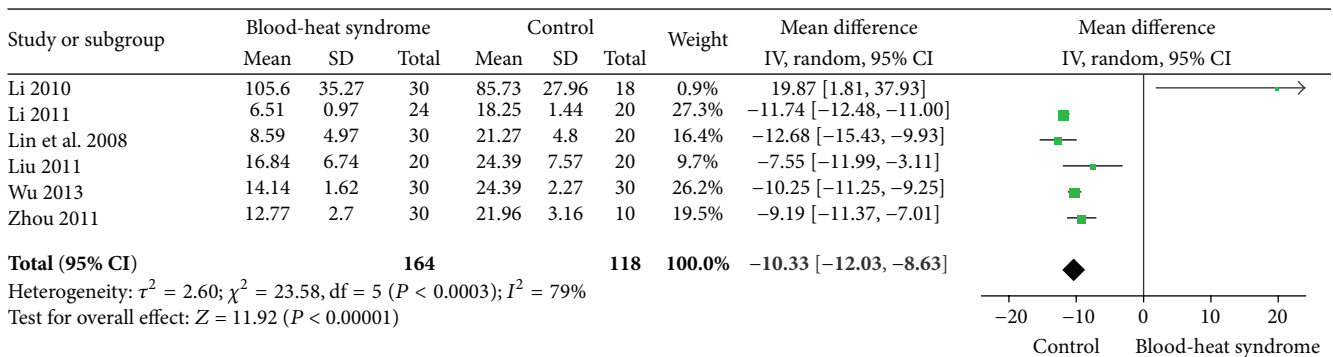 Study or subgroup Blood-heat syndrome Control Weight Mean difference Mean difference
Mean SD Total Mean SD Total IV, random, 95% CI IV, random, 95% CI
Li 2010 105.6 35.27 30 85.73 27.96 18 0.9% 19.87 [1.81, 37.93]
Li 2011 6.51 0.97 24 18.25 1.44 20 27.3% −11.74 [−12.48, −11.00]
Lin et al. 2008 8.59 4.97 30 21.27 4.8 20 16.4% −12.68 [−15.43, −9.93]
Liu 2011 16.84 6.74 20 24.39 7.57 20 9.7% −7.55 [−11.99, −3.11]
Wu 2013 14.14 1.62 30 24.39 2.27 30 26.2% −10.25 [−11.25, −9.25]
Zhou 2011 12.77 2.7 30 21.96 3.16 10 19.5% −9.19 [−11.37, −7.01]
Total (95% CI) 164 118 100.0% −10.33 [−12.03, −8.63]
Heterogeneity: τ² = 2.60; χ² = 23.58, df = 5 (P < 0.0003); I² = 79%
Test for overall effect: Z = 11.92 (P < 0.00001)
−20 −10 0 10 20
Control Blood-heat syndrome